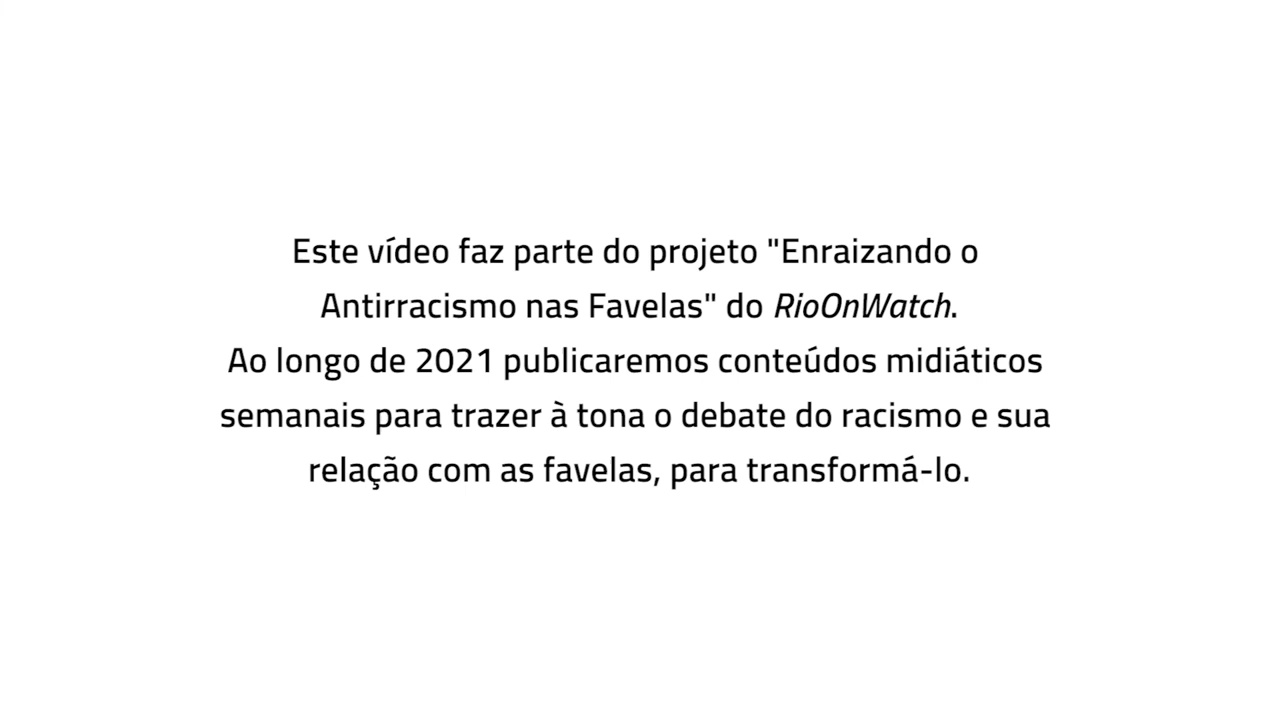 Este vídeo faz parte do projeto "Enraizando o
Antirracismo nas Favelas" do RioOnWatch.
Ao longo de 2021 publicaremos conteúdos midiáticos
semanais para trazer à tona o debate do racismo e sua
relação com as favelas, para transformá-lo.